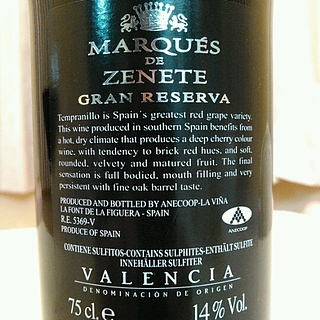 MARQUÉS
DE
ZENETE
GRAN RESERVA
Tempranillo is Spain's greatest red grape variety.
This wine produced in southern Spain benefits from
a hot, dry climate that produces a deep cherry colour
wine, with tendency to brick red hues, and soft,
rounded, velvety and matured fruit. The final
sensation is full bodied, mouth filling and very
persistent with fine oak barrel taste.
PRODUCED AND BOTTLED BY ANECOOP-LA VIÑA
LA FONT DE LA FIGUERA - SPAIN
R.E. 5369-V
PRODUCE OF SPAIN
ANECOOP
CONTIENE SULFITOS-CONTAINS SULPHITES-ENTHÄLT SULFITE
INNEHÅLLER SULFITER
VALENCIA
DENOMINACIÓN DE ORIGEN
75 cl. e 14% Vol.